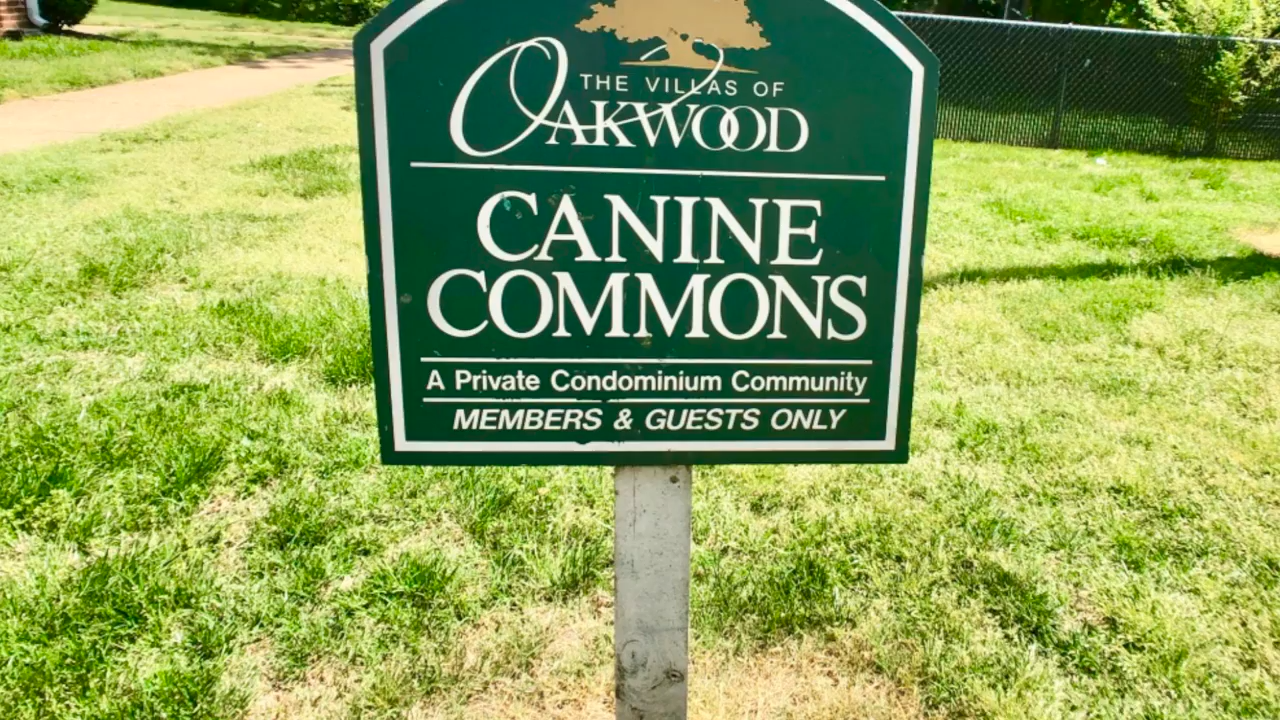 THE VILLAS OF
OAKWOOD
CANINE
COMMONS
A Private Condominium Community
MEMBERS & GUESTS ONLY